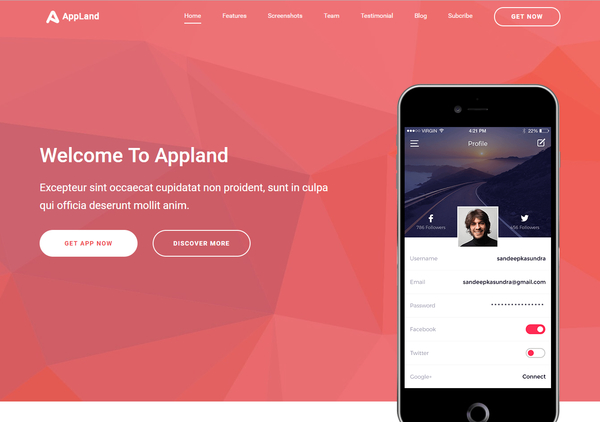 AppLand
Home Features Screenshots Team Testimonial Blog Subcribe GET NOW
Welcome To Appland
Excepteur sint occaecat cupidatat non proident, sunt in culpa
qui officia deserunt mollit anim.
GET APP NOW DISCOVER MORE
VIRGIN 4:21 PM 22%
Profile
786 Followers
456 Followers
Username sandeepkasundra
Email sandeepkasundra@gmail.com
Password ••••••••••••••••
Facebook
Twitter
Google+ Connect